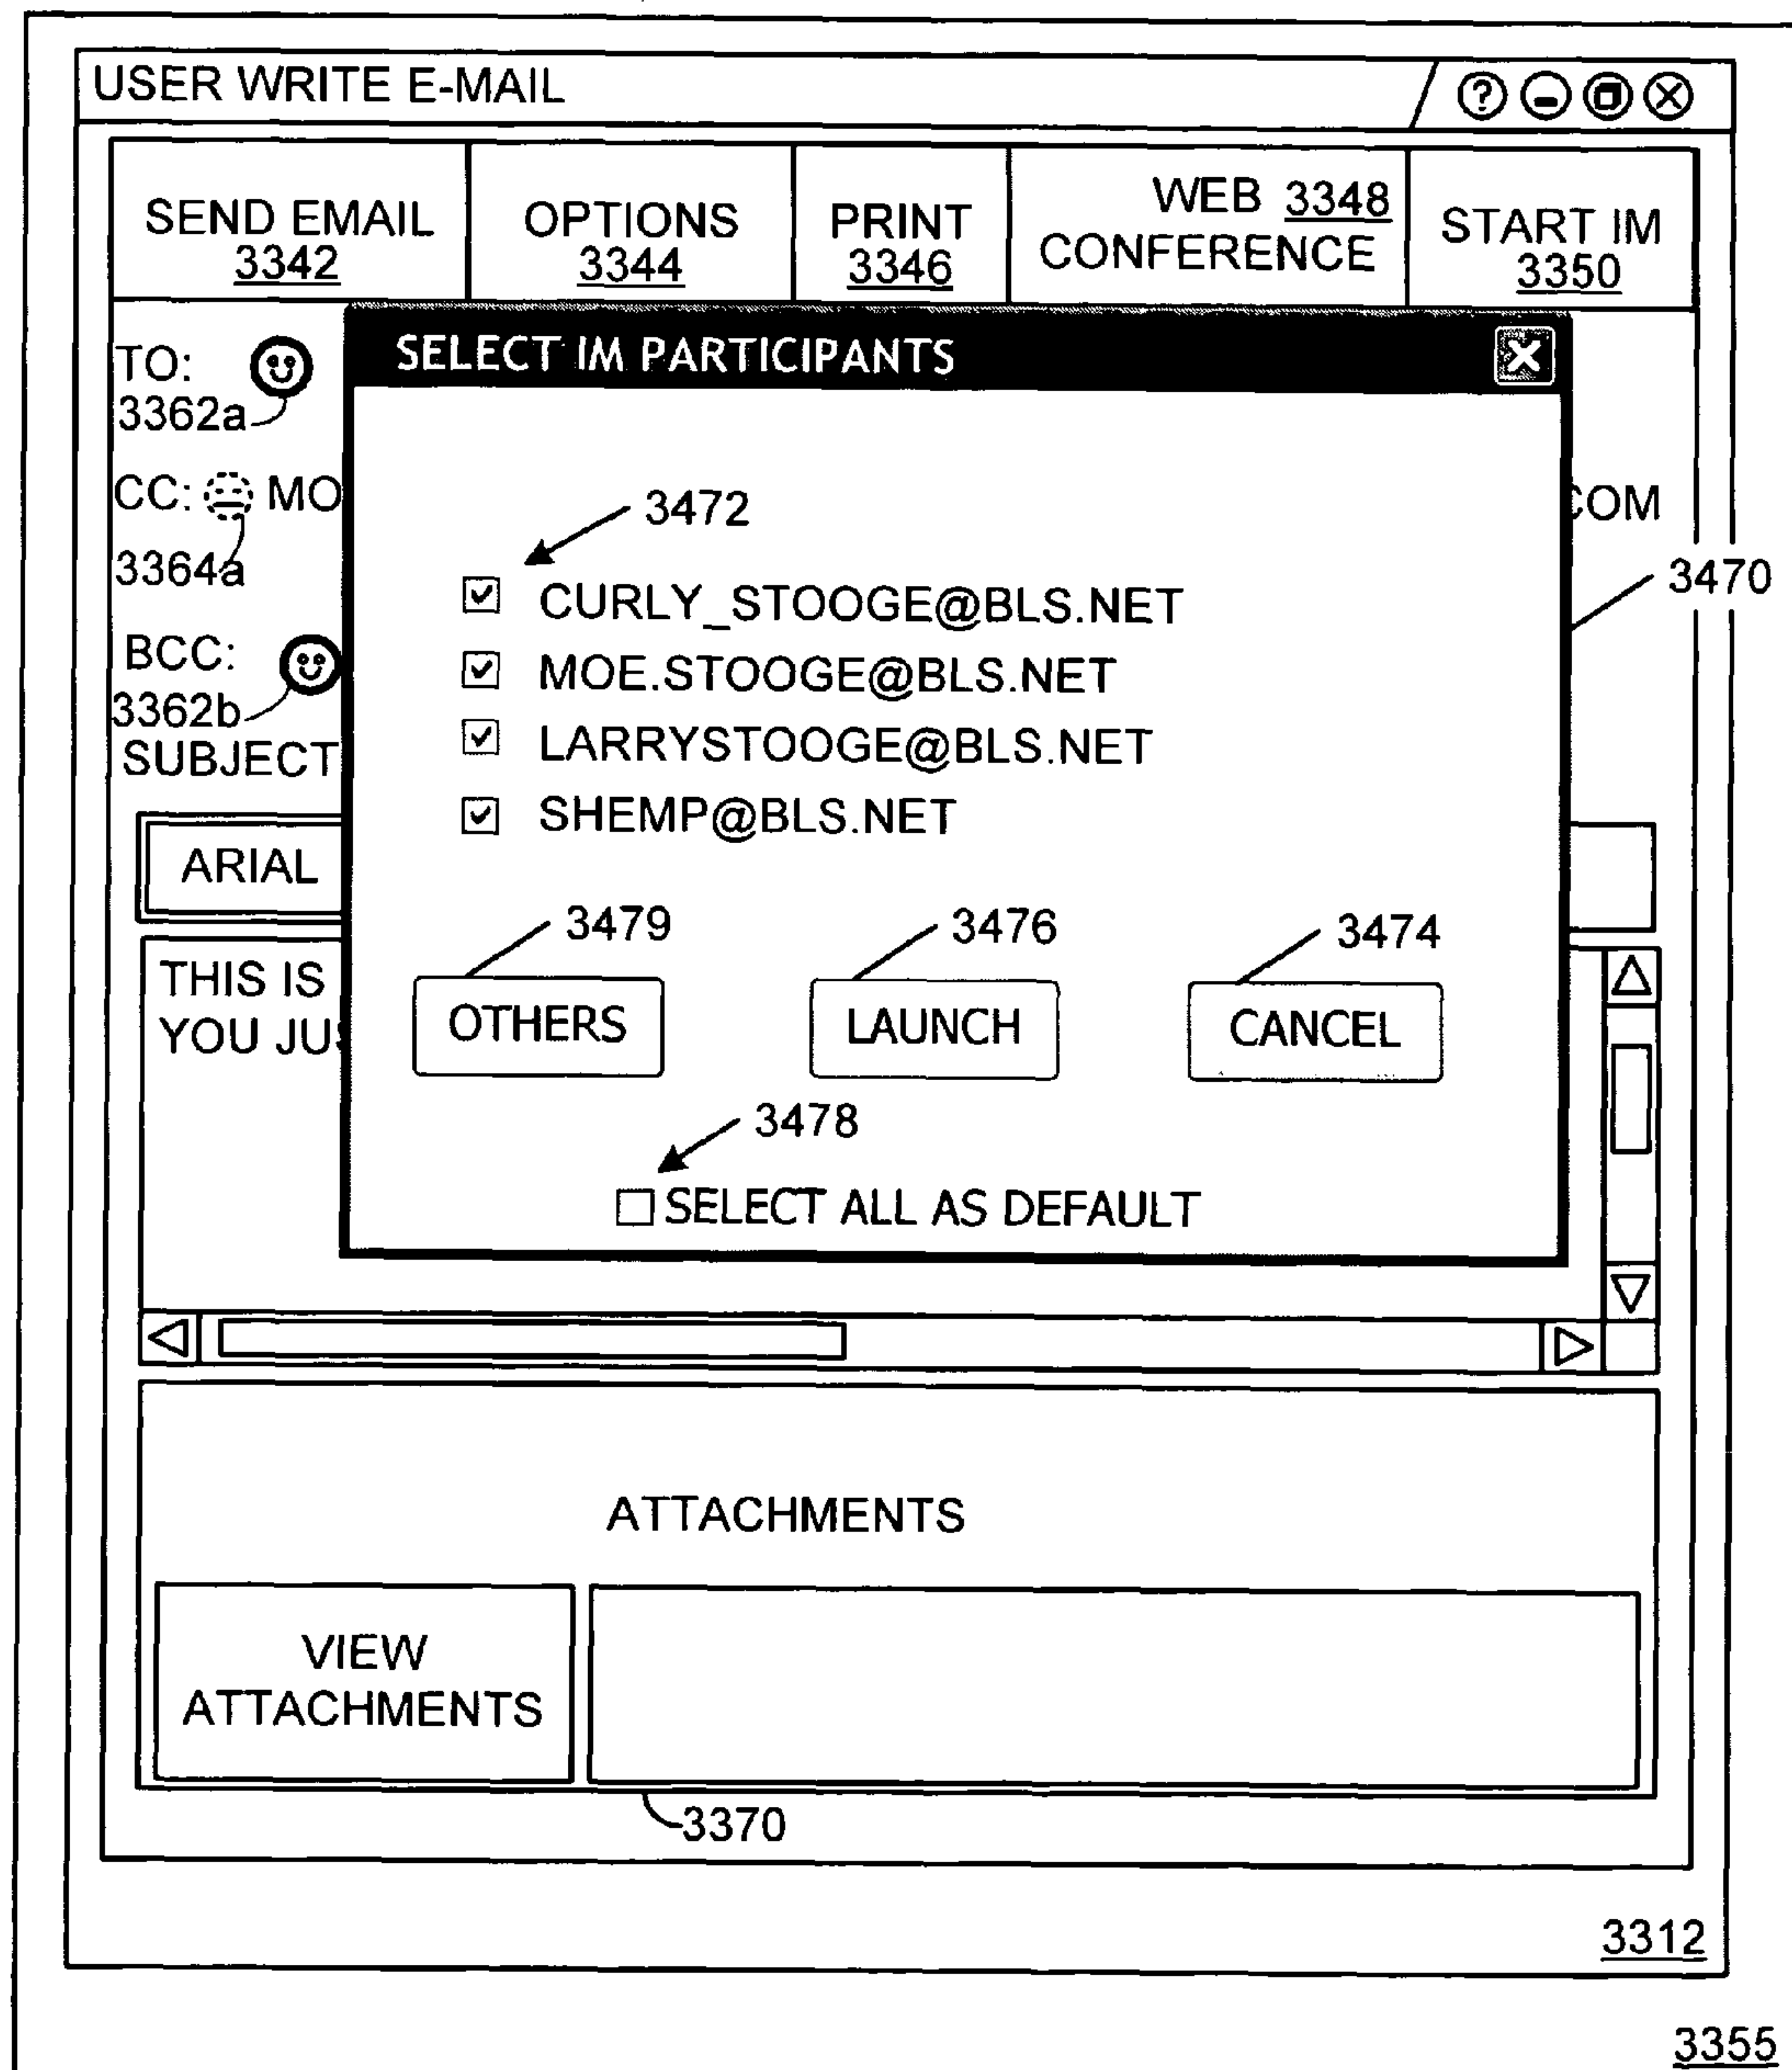 USER WRITE E-MAIL
SEND EMAIL
3342
OPTIONS
3344
PRINT
3346
WEB 3348
CONFERENCE
START IM
3350
TO:
3362a
CC: MO
COM
3364a
BCC:
3362b
SUBJECT
SELECT IM PARTICIPANTS
3472
3470
CURLY_STOOGE@BLS.NET
MOE.STOOGE@BLS.NET
LARRYSTOOGE@BLS.NET
SHEMP@BLS.NET
ARIAL
3479
3476
3474
THIS IS
YOU JUS
OTHERS
LAUNCH
CANCEL
3478
SELECT ALL AS DEFAULT
ATTACHMENTS
VIEW
ATTACHMENTS
3370
3312
3355